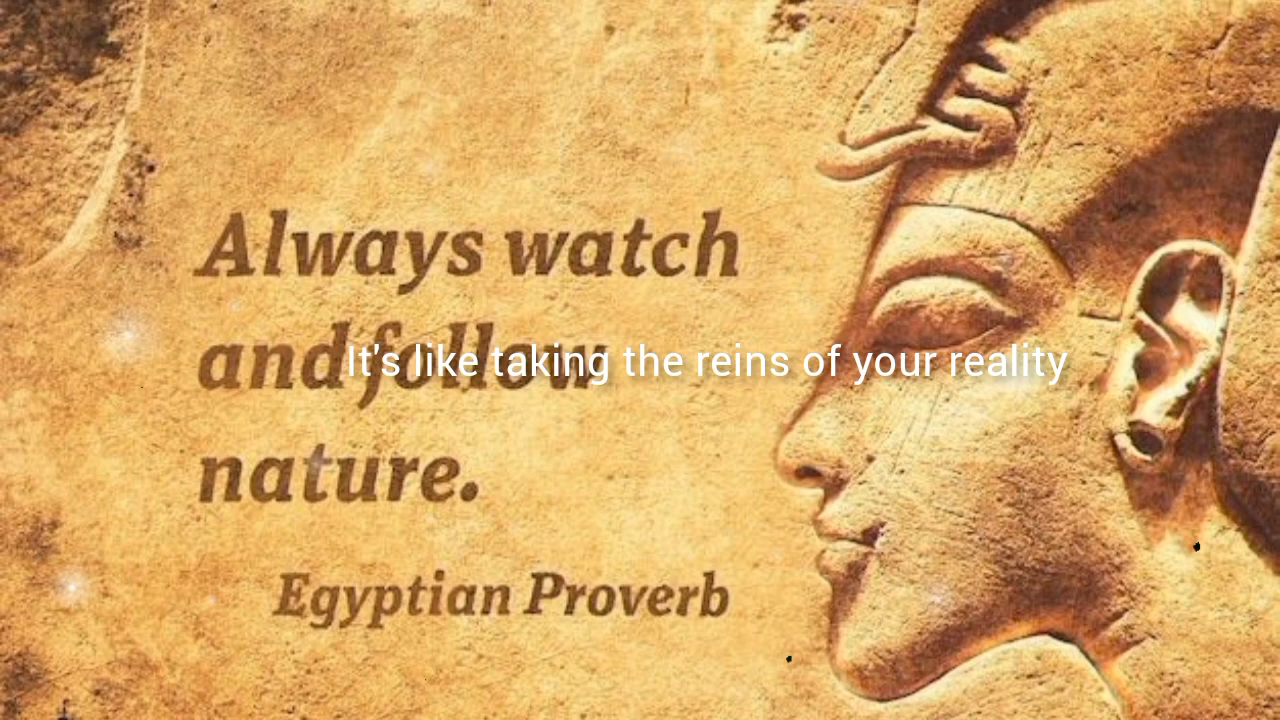 Always watch
and follow
It's like taking the reins of your reality
nature.
Egyptian Proverb